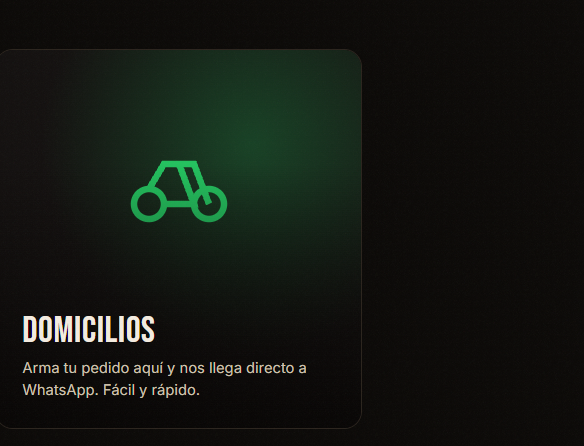 DOMICILIOS
Arma tu pedido aquí y nos llega directo a
WhatsApp. Fácil y rápido.